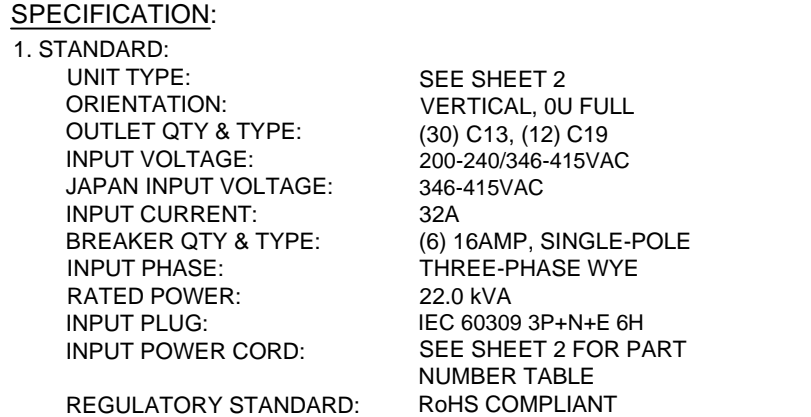 SPECIFICATION:
1. STANDARD:
UNIT TYPE: SEE SHEET 2
ORIENTATION: VERTICAL, 0U FULL
OUTLET QTY & TYPE: (30) C13, (12) C19
INPUT VOLTAGE: 200-240/346-415VAC
JAPAN INPUT VOLTAGE: 346-415VAC
INPUT CURRENT: 32A
BREAKER QTY & TYPE: (6) 16AMP, SINGLE-POLE
INPUT PHASE: THREE-PHASE WYE
RATED POWER: 22.0 kVA
INPUT PLUG: IEC 60309 3P+N+E 6H
INPUT POWER CORD: SEE SHEET 2 FOR PART
NUMBER TABLE
REGULATORY STANDARD: RoHS COMPLIANT